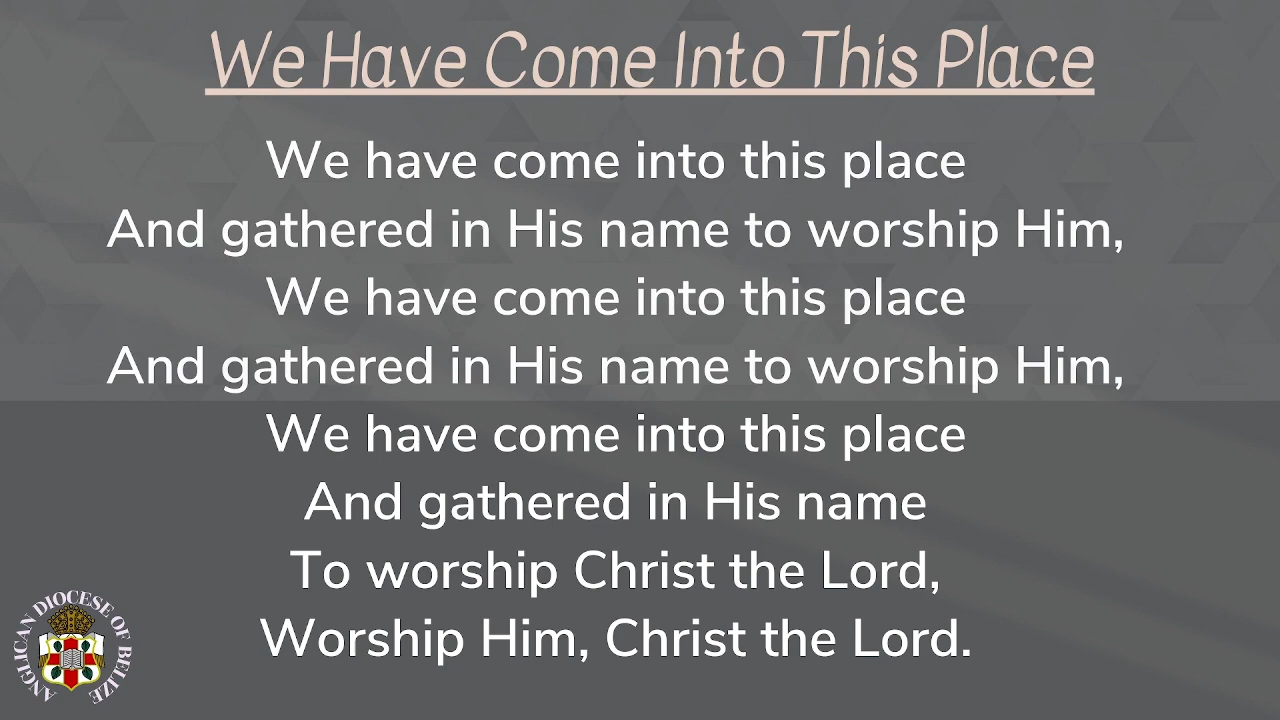 We Have Come Into This Place
We have come into this place
And gathered in His name to worship Him,
We have come into this place
And gathered in His name to worship Him,
We have come into this place
And gathered in His name
To worship Christ the Lord,
Worship Him, Christ the Lord.
ANGLICAN DIOCESE OF BELIZE